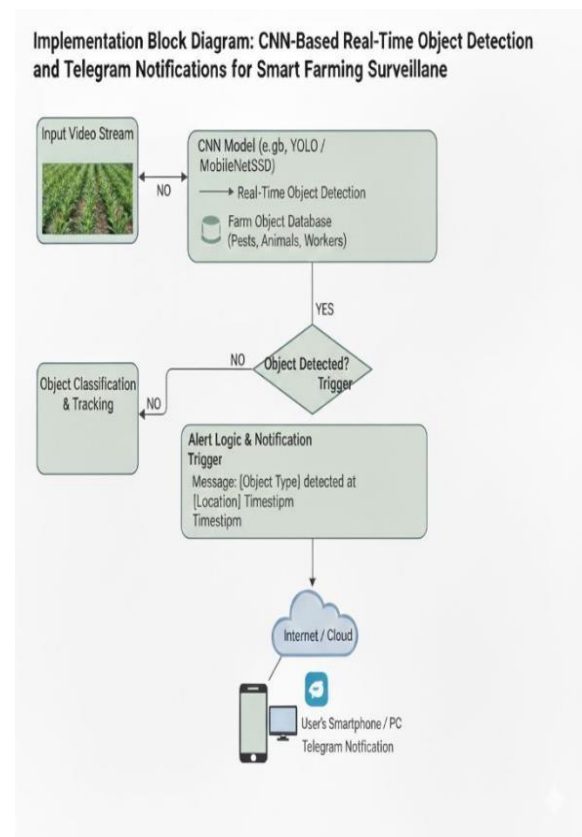 Implementation Block Diagram: CNN-Based Real-Time Object Detection
and Telegram Notifications for Smart Farming Surveillane
Input Video Stream
NO
CNN Model (e.gb, YOLO /
MobileNetSSD)
Real-Time Object Detection
Farm Object Database
(Pests, Animals, Workers)
YES
NO
Object Detected?
Trigger
Object Classification
& Tracking
NO
Alert Logic & Notification
Trigger
Message: [Object Type] detected at
[Location] Timestipm
Timestipm
Internet / Cloud
User's Smartphone / PC
Telegram Notfication